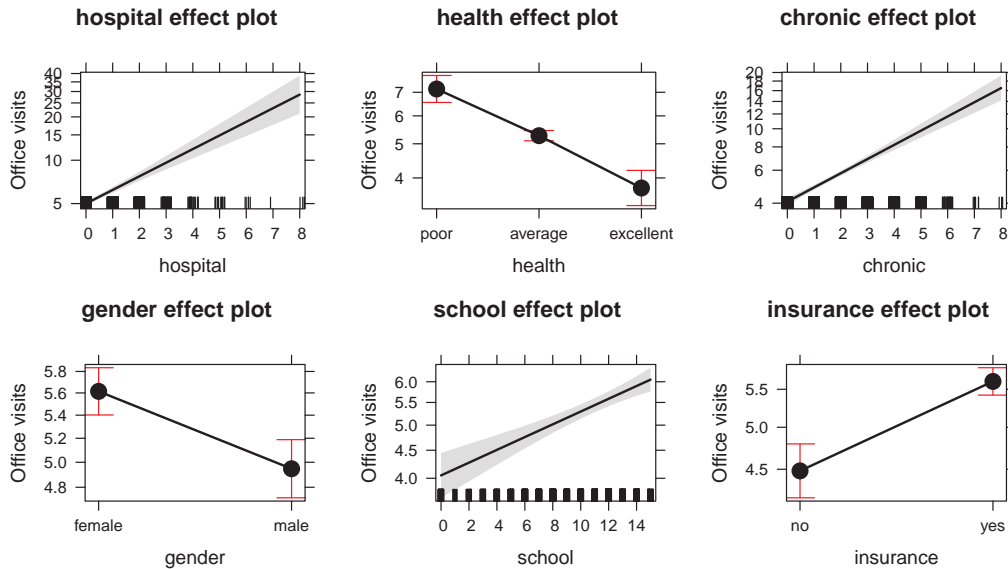 hospital effect plot
Office visits
40
35
30
25
20
15
10
5
0 1 2 3 4 5 6 7 8
hospital
health effect plot
Office visits
7
6
5
4
poor average excellent
health
chronic effect plot
Office visits
20
18
16
14
12
10
8
6
4
0 1 2 3 4 5 6 7 8
chronic
gender effect plot
Office visits
5.8
5.6
5.4
5.2
5.0
4.8
female male
gender
school effect plot
Office visits
6.0
5.5
5.0
4.5
4.0
0 2 4 6 8 10 12 14
school
insurance effect plot
Office visits
5.5
5.0
4.5
no yes
insurance